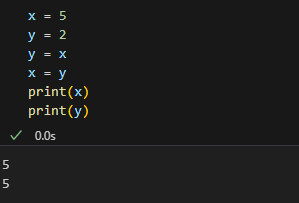 x = 5
y = 2
y = x
x = y
print(x)
print(y)
0.0s
5
5